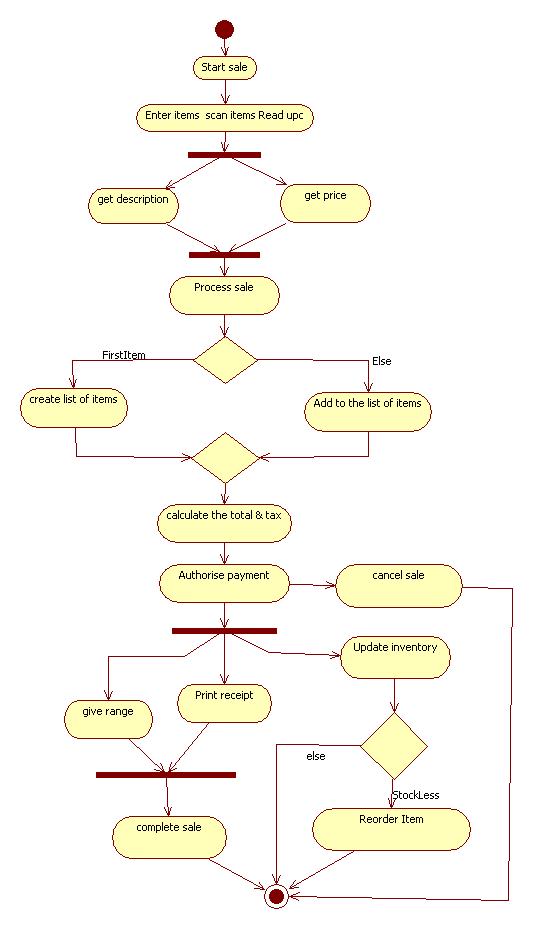 Start sale
Enter items scan items Read upc
get description
get price
Process sale
FirstItem
Else
create list of items
Add to the list of items
calculate the total & tax
Authorise payment
cancel sale
Update inventory
Print receipt
give range
else
StockLess
Reorder Item
complete sale